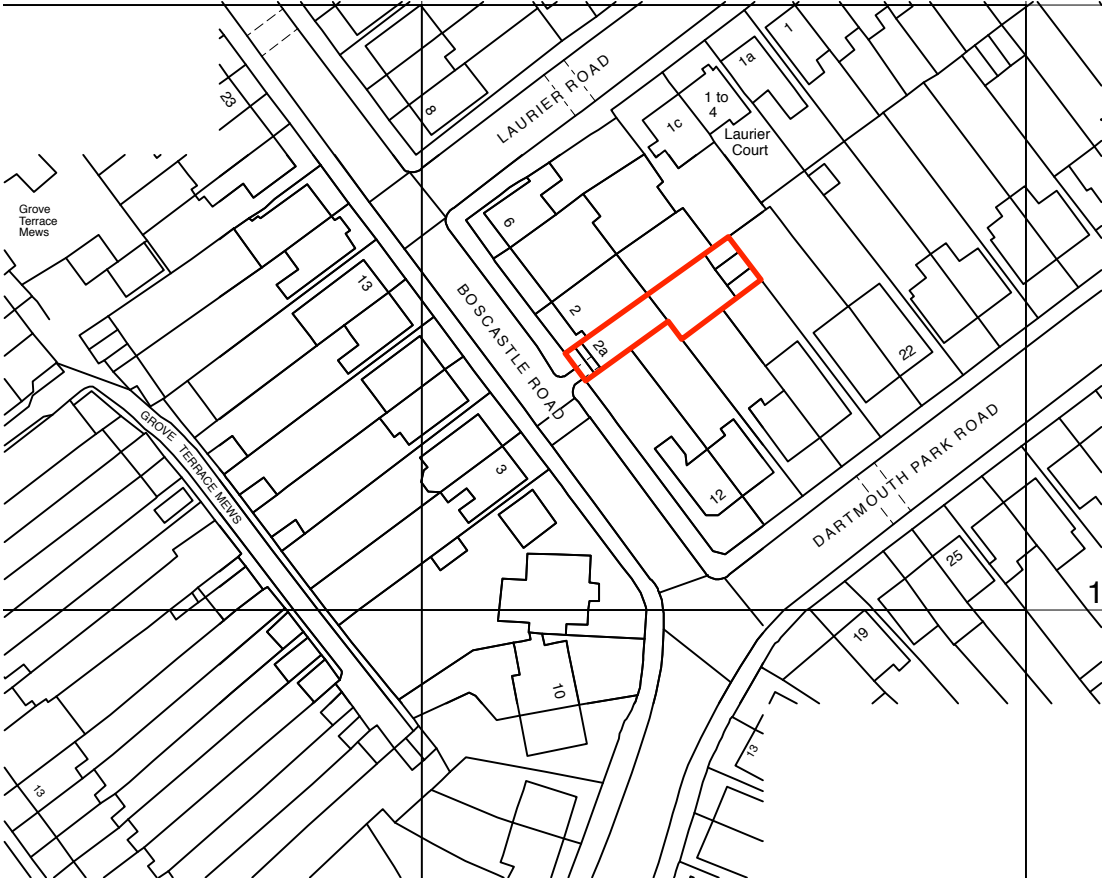 1
1a
1 to
4
8
LAURIER ROAD
23
1c
Laurier
Court
Grove
Terrace
Mews
6
13
BOSCASTLE ROAD
2
2a
22
GROVE TERRACE MEWS
DARTMOUTH PARK ROAD
3
12
25
1
19
10
13
13